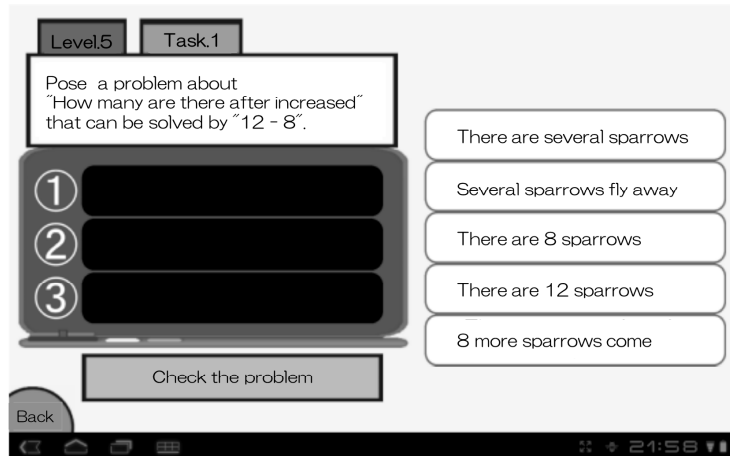 Level.5
Task.1
Pose a problem about
"How many are there after increased"
that can be solved by "12 - 8".
①
②
③
There are several sparrows
Several sparrows fly away
There are 8 sparrows
There are 12 sparrows
8 more sparrows come
Check the problem
Back
21:58